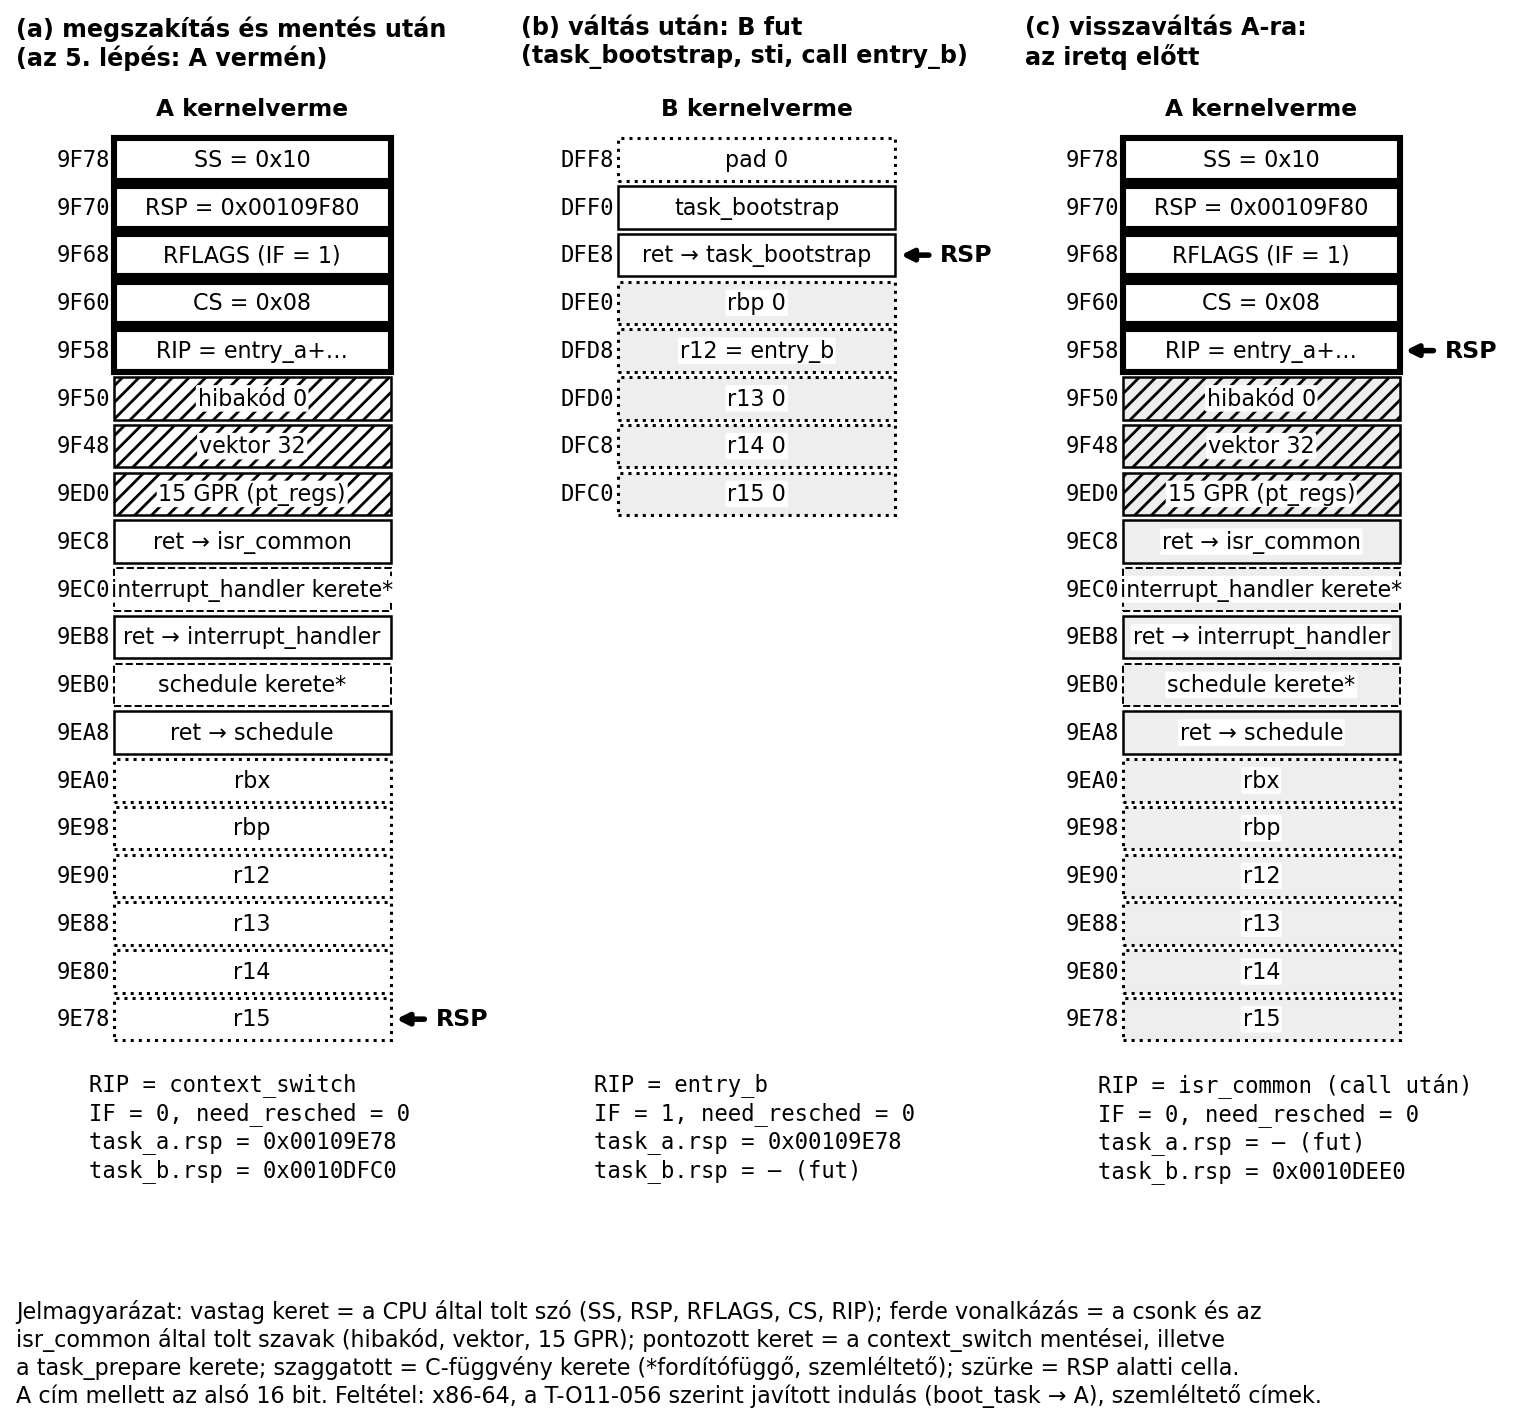 (a) megszakítás és mentés után
(az 5. lépés: A vermén)
A kernelverme
9F78 SS = 0x10
9F70 RSP = 0x00109F80
9F68 RFLAGS (IF = 1)
9F60 CS = 0x08
9F58 RIP = entry_a+…
9F50 hibakód 0
9F48 vektor 32
9ED0 15 GPR (pt_regs)
9EC8 ret → isr_common
9EC0 interrupt_handler kerete*
9EB8 ret → interrupt_handler
9EB0 schedule kerete*
9EA8 ret → schedule
9EA0 rbx
9E98 rbp
9E90 r12
9E88 r13
9E80 r14
9E78 r15 RSP
RIP = context_switch
IF = 0, need_resched = 0
task_a.rsp = 0x00109E78
task_b.rsp = 0x0010DFC0
(b) váltás után: B fut
(task_bootstrap, sti, call entry_b)
B kernelverme
DFF8 pad 0
DFF0 task_bootstrap
DFE8 ret → task_bootstrap RSP
DFE0 rbp 0
DFD8 r12 = entry_b
DFD0 r13 0
DFC8 r14 0
DFC0 r15 0
RIP = entry_b
IF = 1, need_resched = 0
task_a.rsp = 0x00109E78
task_b.rsp = — (fut)
(c) visszaváltás A-ra:
az iretq előtt
A kernelverme
9F78 SS = 0x10
9F70 RSP = 0x00109F80
9F68 RFLAGS (IF = 1)
9F60 CS = 0x08
9F58 RIP = entry_a+… RSP
9F50 hibakód 0
9F48 vektor 32
9ED0 15 GPR (pt_regs)
9EC8 ret → isr_common
9EC0 interrupt_handler kerete*
9EB8 ret → interrupt_handler
9EB0 schedule kerete*
9EA8 ret → schedule
9EA0 rbx
9E98 rbp
9E90 r12
9E88 r13
9E80 r14
9E78 r15
RIP = isr_common (call után)
IF = 0, need_resched = 0
task_a.rsp = — (fut)
task_b.rsp = 0x0010DEE0
Jelmagyarázat: vastag keret = a CPU által tolt szó (SS, RSP, RFLAGS, CS, RIP); ferde vonalkázás = a csonk és az
isr_common által tolt szavak (hibakód, vektor, 15 GPR); pontozott keret = a context_switch mentései, illetve
a task_prepare kerete; szaggatott = C-függvény kerete (*fordítófüggő, szemléltető); szürke = RSP alatti cella.
A cím mellett az alsó 16 bit. Feltétel: x86-64, a T-O11-056 szerint javított indulás (boot_task → A), szemléltető címek.